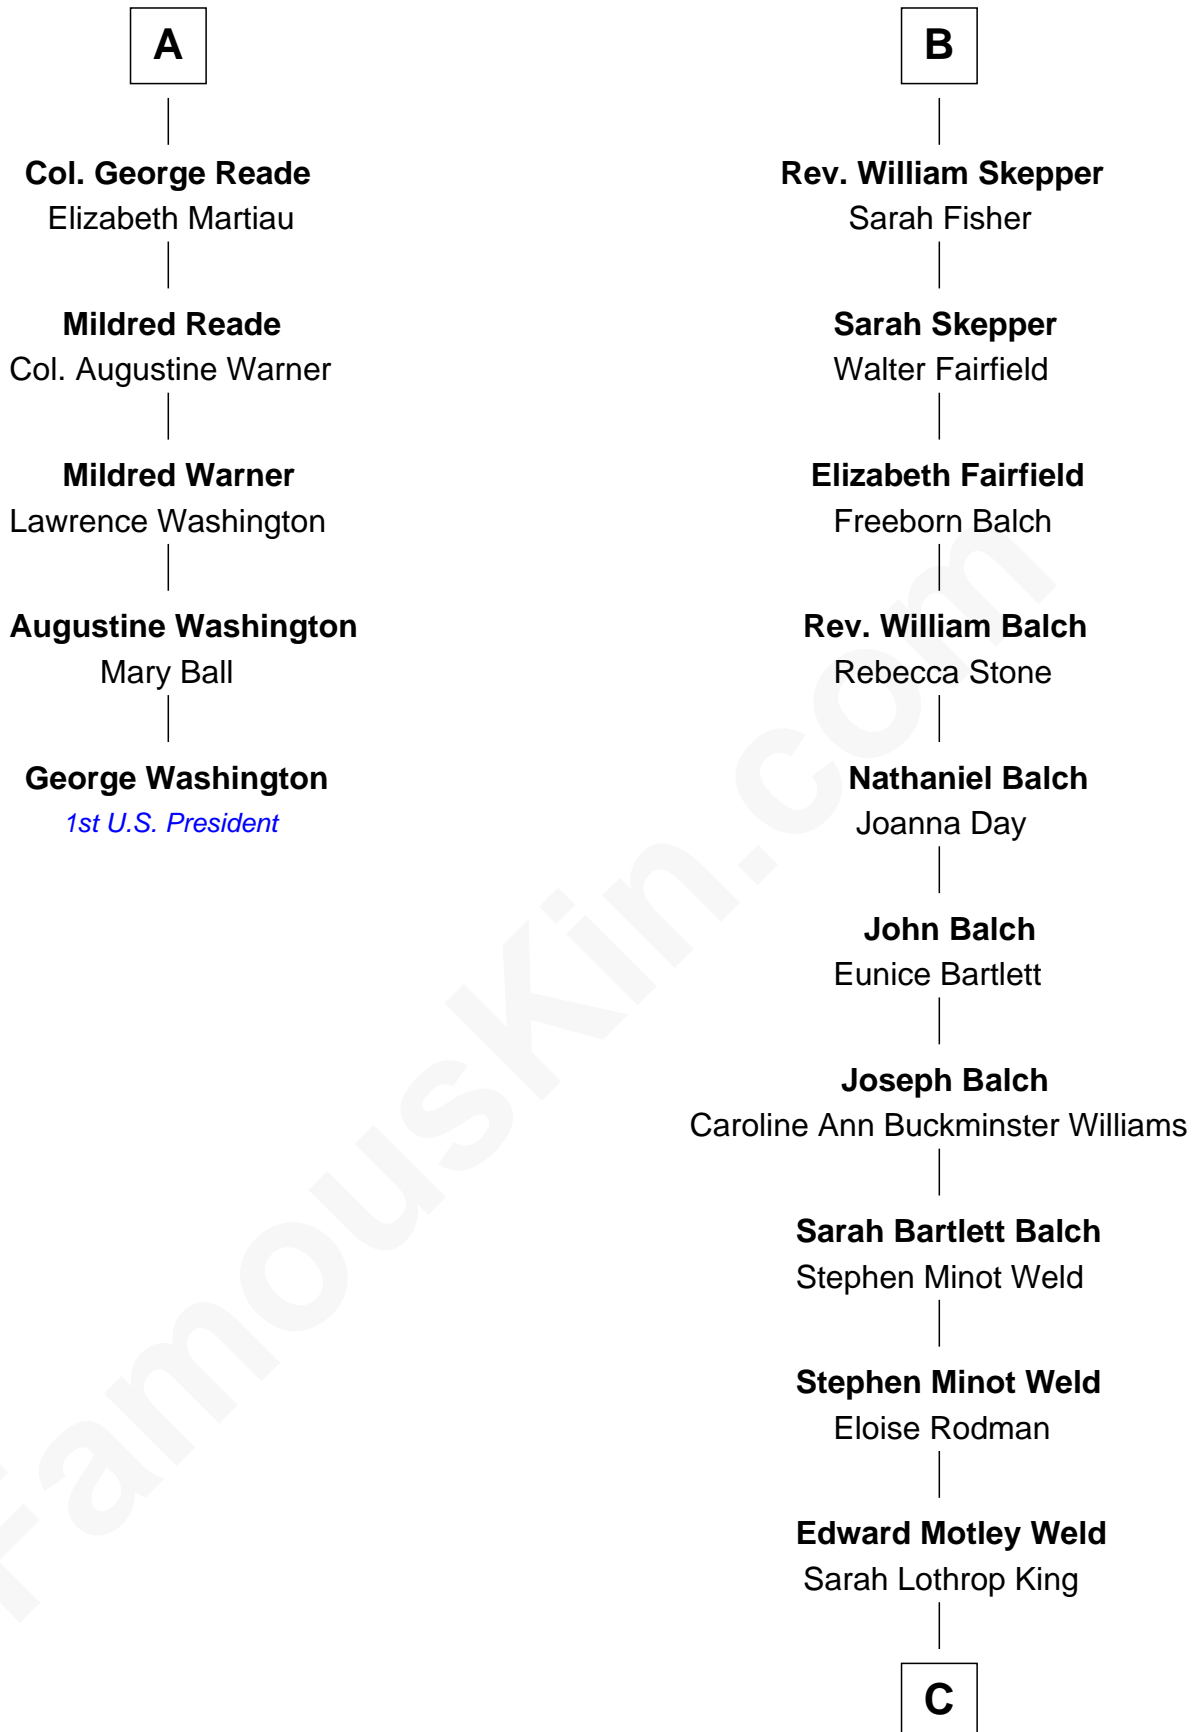 A
Col. George Reade
Elizabeth Martiau
Mildred Reade
Col. Augustine Warner
Mildred Warner
Lawrence Washington
Augustine Washington
Mary Ball
George Washington
1st U.S. President
B
Rev. William Skepper
Sarah Fisher
Sarah Skepper
Walter Fairfield
Elizabeth Fairfield
Freeborn Balch
Rev. William Balch
Rebecca Stone
Nathaniel Balch
Joanna Day
John Balch
Eunice Bartlett
Joseph Balch
Caroline Ann Buckminster Williams
Sarah Bartlett Balch
Stephen Minot Weld
Stephen Minot Weld
Eloise Rodman
Edward Motley Weld
Sarah Lothrop King
C
FamousKin.com